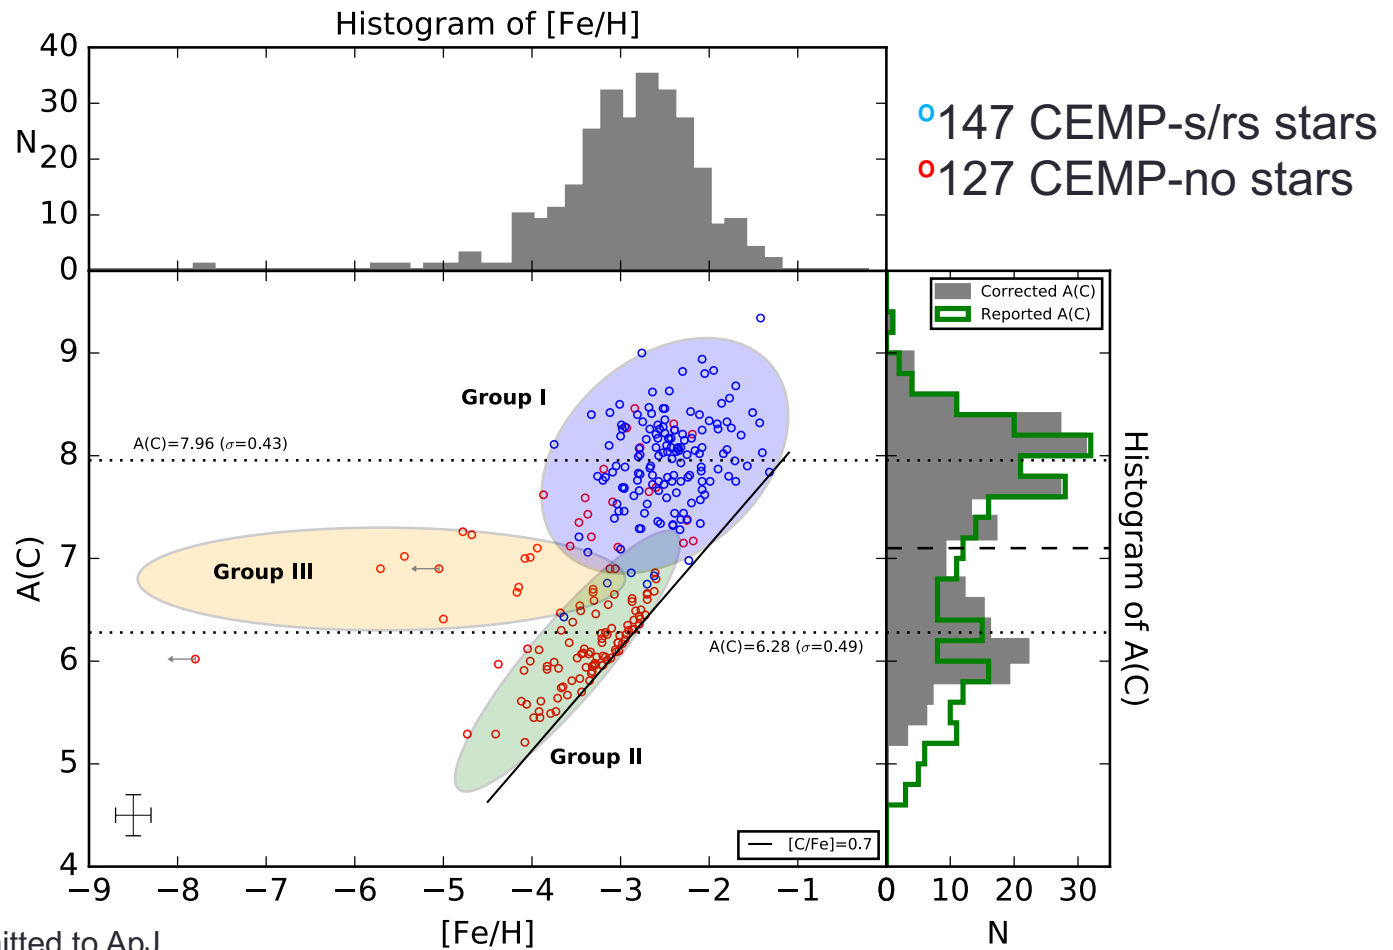 Histogram of [Fe/H]
40
30
N
20
10
0
147 CEMP-s/rs stars
127 CEMP-no stars
Corrected A(C)
Reported A(C)
9
Group I
A(C)=7.96 (σ=0.43)
8
7
Group III
A(C)
A(C)=6.28 (σ=0.49)
6
Group II
5
[C/Fe]=0.7
4
Histogram of A(C)
−9 −8 −7 −6 −5 −4 −3 −2 −1 0 10 20 30
[Fe/H] N
itted to ApJ